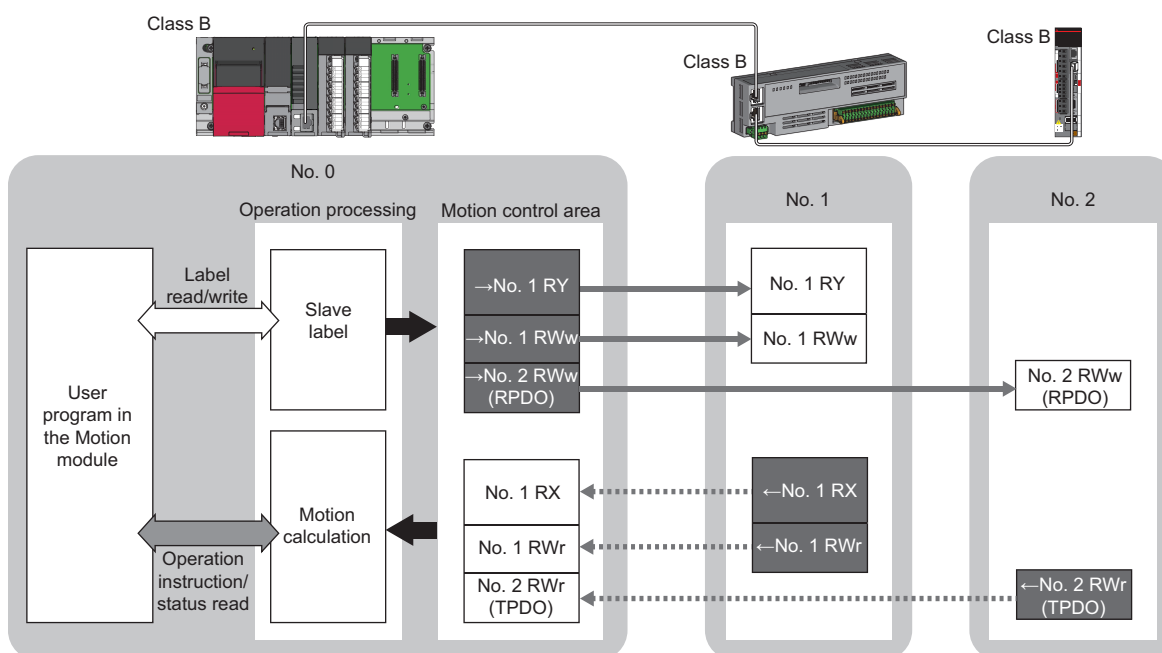 Class B
Class B
Class B
No. 0
No. 1
No. 2
Operation processing
Motion control area
User
program in
the Motion
module
Label
read/write
Slave
label
→No. 1 RY
→No. 1 RWw
→No. 2 RWw
(RPDO)
No. 1 RY
No. 1 RWw
No. 2 RWw
(RPDO)
Operation
instruction/
status read
Motion
calculation
No. 1 RX
No. 1 RWr
No. 2 RWr
(TPDO)
←No. 1 RX
←No. 1 RWr
←No. 2 RWr
(TPDO)